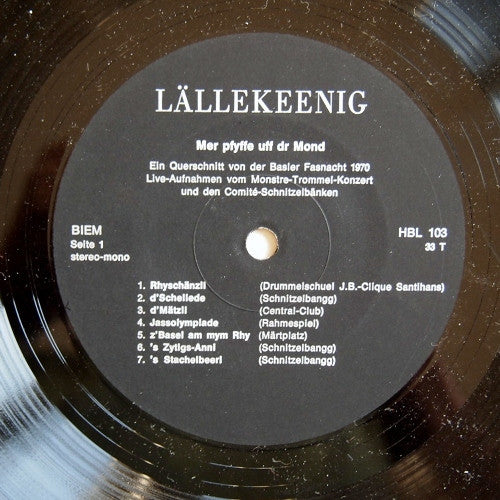 LÄLLEKEENIG
Mer pfyffe uff dr Mond
Ein Querschnitt von der Basler Fasnacht 1970
Live-Aufnahmen vom Monstre-Trommel-Konzert
und den Comité-Schnitzelbänken
BIEM HBL 103
Seite 1 33 T
stereo-mono
1. Rhyschänzli (Drummelschuel J.B.-Clique Santihans)
2. d'Schellede (Schnitzelbangg)
3. d'Mätzli (Central-Club)
4. Jassolympiade (Rahmespiel)
5. z'Basel am mym Rhy (Märtplatz)
6. 's Zytigs-Anni (Schnitzelbangg)
7. 's Stachelbeeri (Schnitzelbangg)